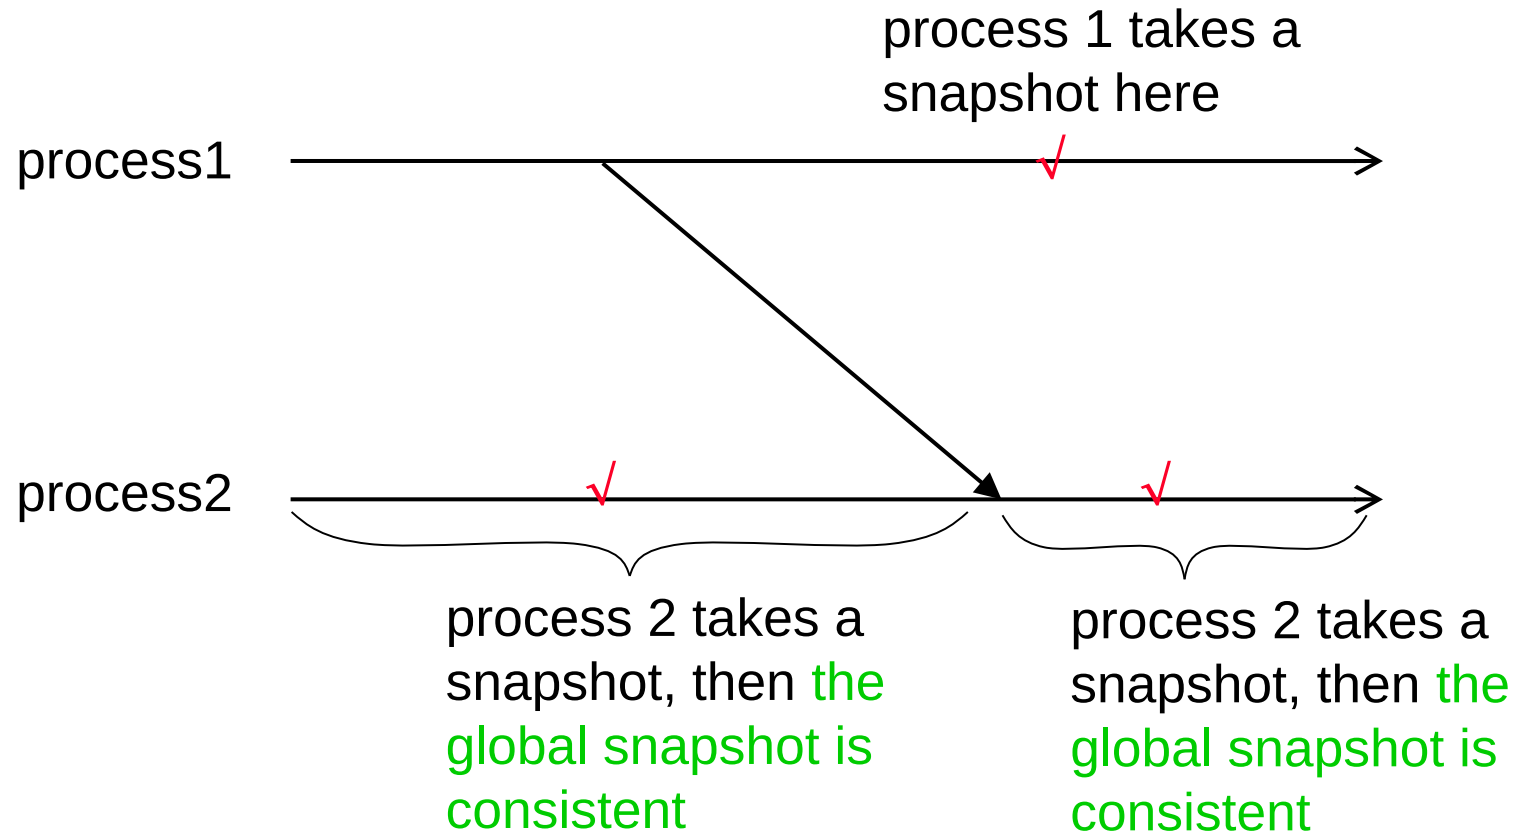 process 1 takes a
snapshot here
process1
process2
process 2 takes a
snapshot, then the
global snapshot is
consistent
process 2 takes a
snapshot, then the
global snapshot is
consistent